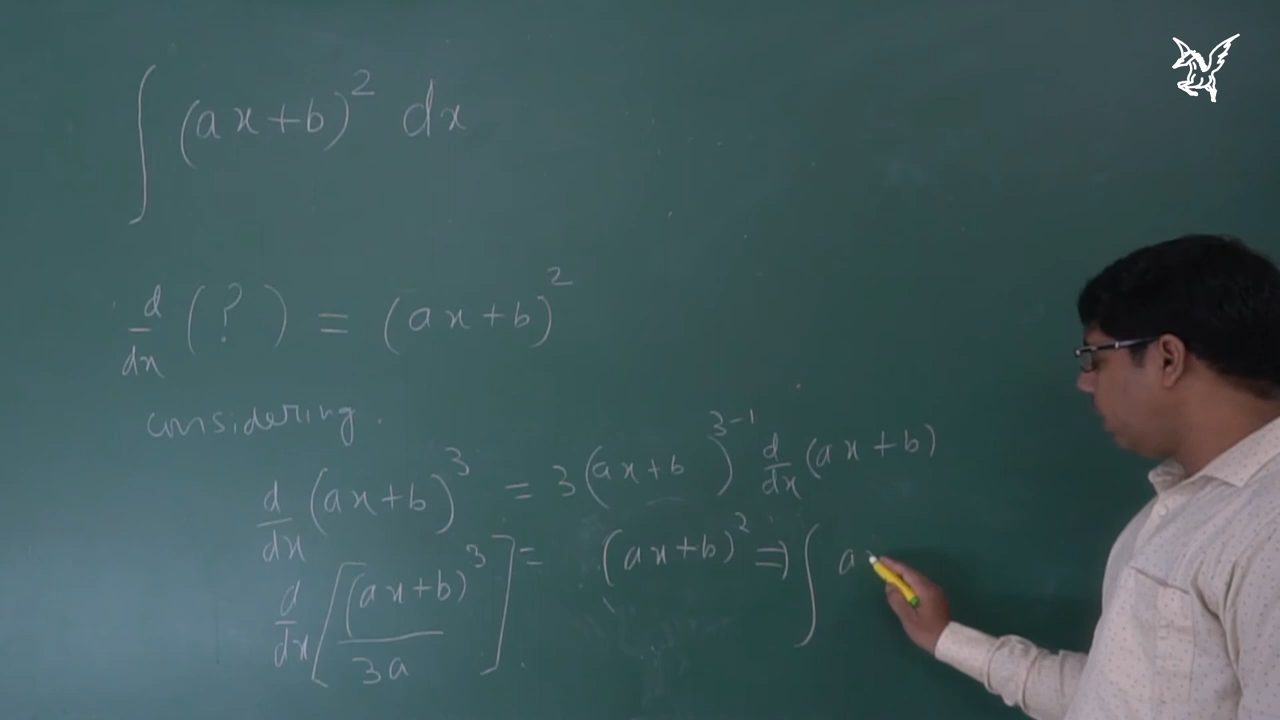 ∫ (ax+b)² dx
d/dx (?) = (ax+b)²
considering.
d/dx (ax+b)³ = 3(ax+b)³⁻¹ d/dx (ax+b)
d/dx [(ax+b)³/3a] = (ax+b)² ⇒ ∫ a